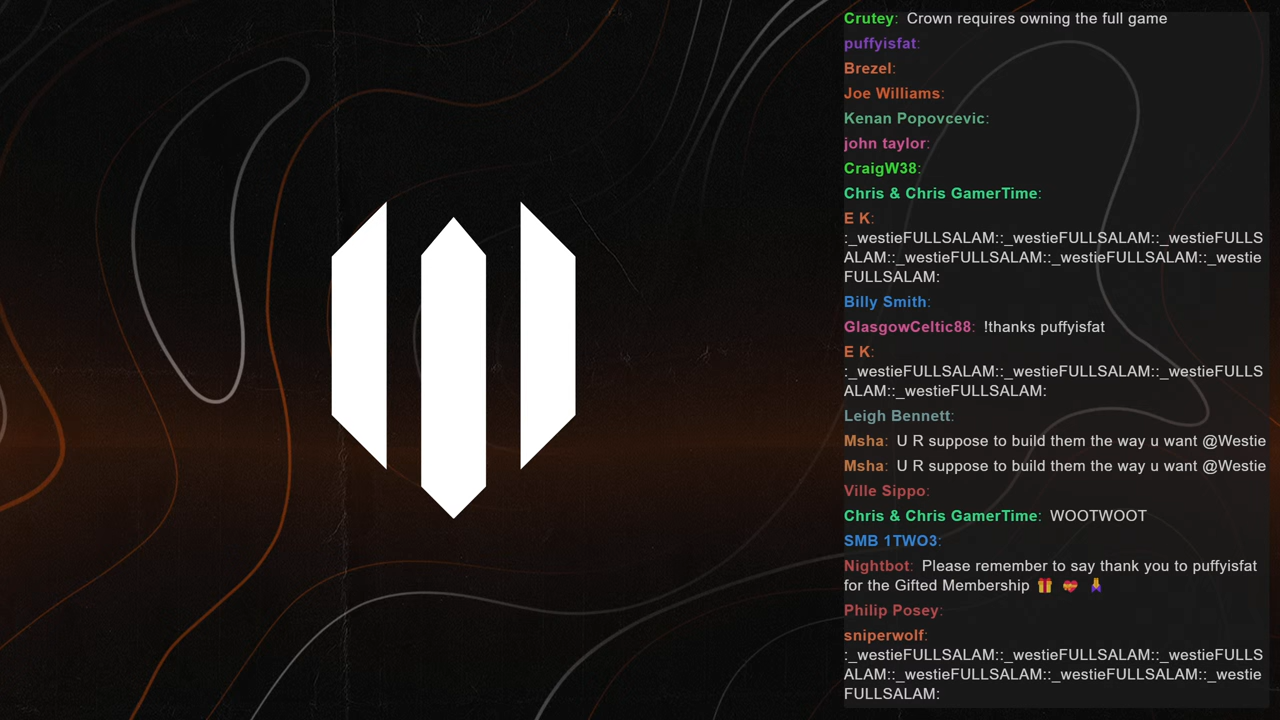 Crutey: Crown requires owning the full game
puffyisfat:
Brezel:
Joe Williams:
Kenan Popovcevic:
john taylor:
CraigW38:
Chris & Chris GamerTime:
E K:
:_westieFULLSALAM::_westieFULLSALAM::_westieFULLS
ALAM::_westieFULLSALAM::_westieFULLSALAM::_westie
FULLSALAM:
Billy Smith:
GlasgowCeltic88: !thanks puffyisfat
E K:
:_westieFULLSALAM::_westieFULLSALAM::_westieFULLS
ALAM::_westieFULLSALAM:
Leigh Bennett:
Msha: U R suppose to build them the way u want @Westie
Msha: U R suppose to build them the way u want @Westie
Ville Sippo:
Chris & Chris GamerTime: WOOTWOOT
SMB 1TWO3:
Nightbot: Please remember to say thank you to puffyisfat
for the Gifted Membership 🎁 💝 🙏
Philip Posey:
sniperwolf:
:_westieFULLSALAM::_westieFULLSALAM::_westieFULLS
ALAM::_westieFULLSALAM::_westieFULLSALAM::_westie
FULLSALAM: